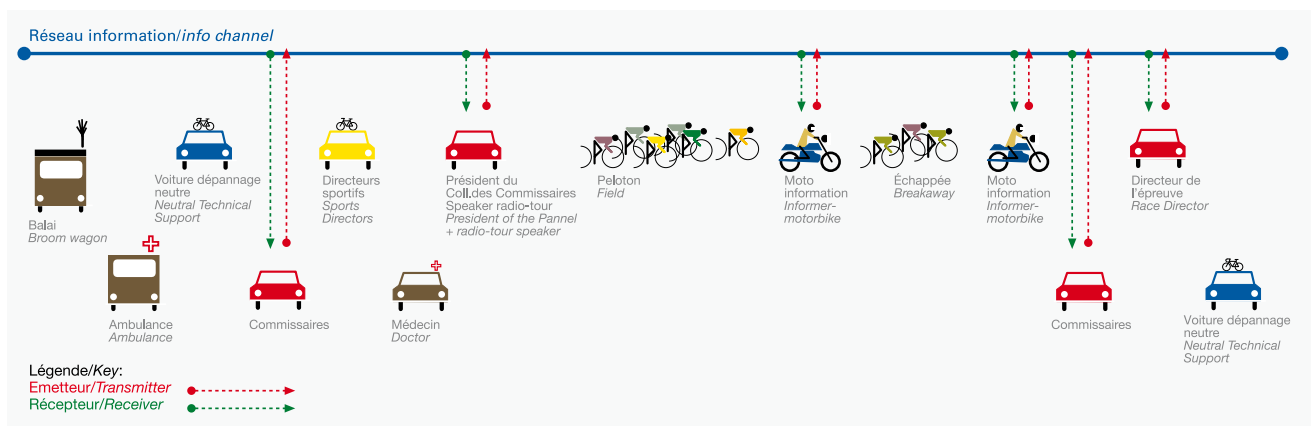 Réseau information/info channel
Balai
Broom wagon
Voiture dépannage
neutre
Neutral Technical
Support
Directeurs
sportifs
Sports
Directors
Président du
Coll.des Commissaires
Speaker radio-tour
President of the Pannel
+ radio-tour speaker
Peloton
Field
Moto
information
Informer-
motorbike
Échappée
Breakaway
Moto
information
Informer-
motorbike
Directeur de
l'épreuve
Race Director
Ambulance
Ambulance
Commissaires
Médecin
Doctor
Commissaires
Voiture dépannage
neutre
Neutral Technical
Support
Légende/Key:
Emetteur/Transmitter
Récepteur/Receiver